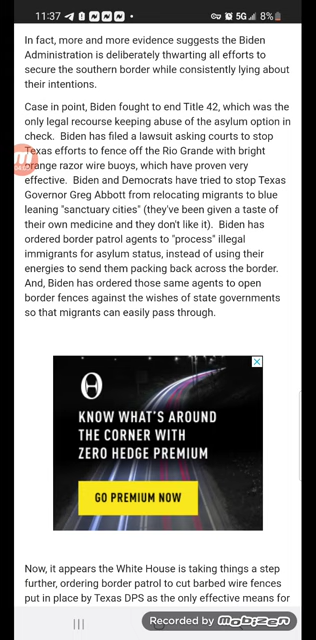 11:37
5G 8%
In fact, more and more evidence suggests the Biden
Administration is deliberately thwarting all efforts to
secure the southern border while consistently lying about
their intentions.
Case in point, Biden fought to end Title 42, which was the
only legal recourse keeping abuse of the asylum option in
check.  Biden has filed a lawsuit asking courts to stop
Texas efforts to fence off the Rio Grande with bright
orange razor wire buoys, which have proven very
effective.  Biden and Democrats have tried to stop Texas
Governor Greg Abbott from relocating migrants to blue
leaning "sanctuary cities" (they've been given a taste of
their own medicine and they don't like it).  Biden has
ordered border patrol agents to "process" illegal
immigrants for asylum status, instead of using their
energies to send them packing back across the border.
And, Biden has ordered those same agents to open
border fences against the wishes of state governments
so that migrants can easily pass through.
KNOW WHAT'S AROUND
THE CORNER WITH
ZERO HEDGE PREMIUM
GO PREMIUM NOW
Now, it appears the White House is taking things a step
further, ordering border patrol to cut barbed wire fences
put in place by Texas DPS as the only effective means for
Recorded by Mobizen